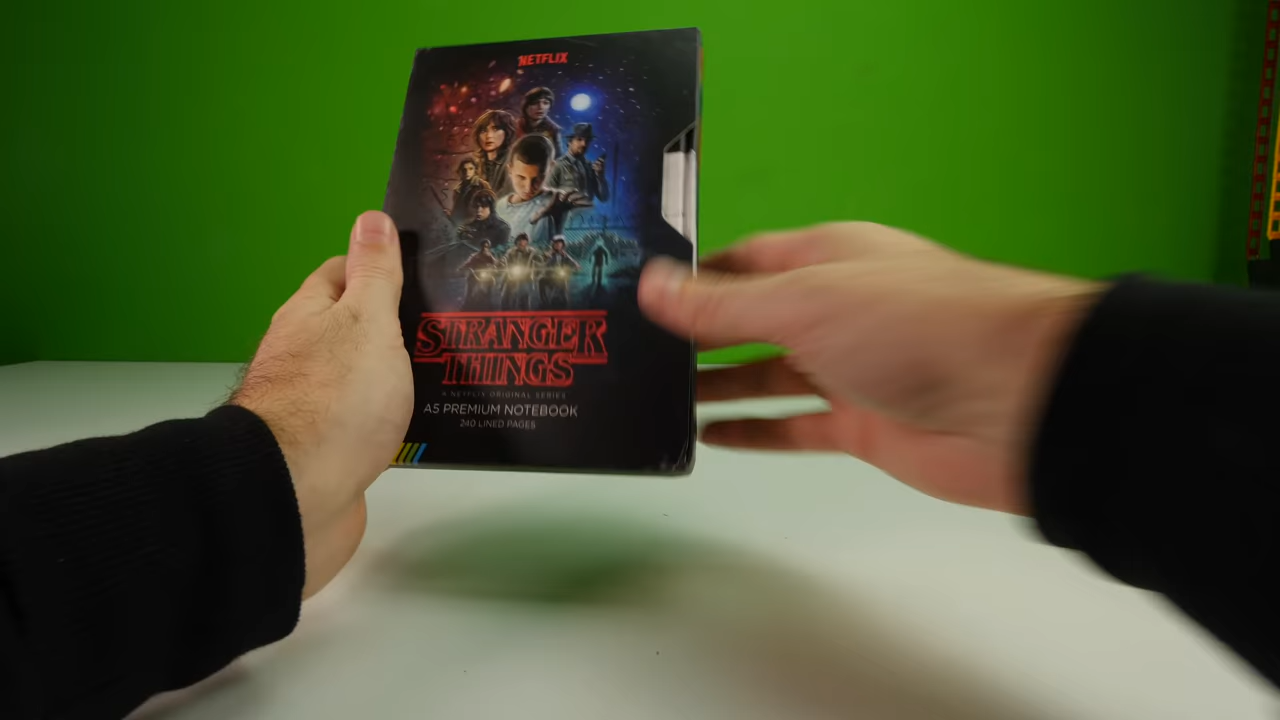 NETFLIX
STRANGER
THINGS
A NETFLIX ORIGINAL SERIES
A5 PREMIUM NOTEBOOK
240 LINED PAGES